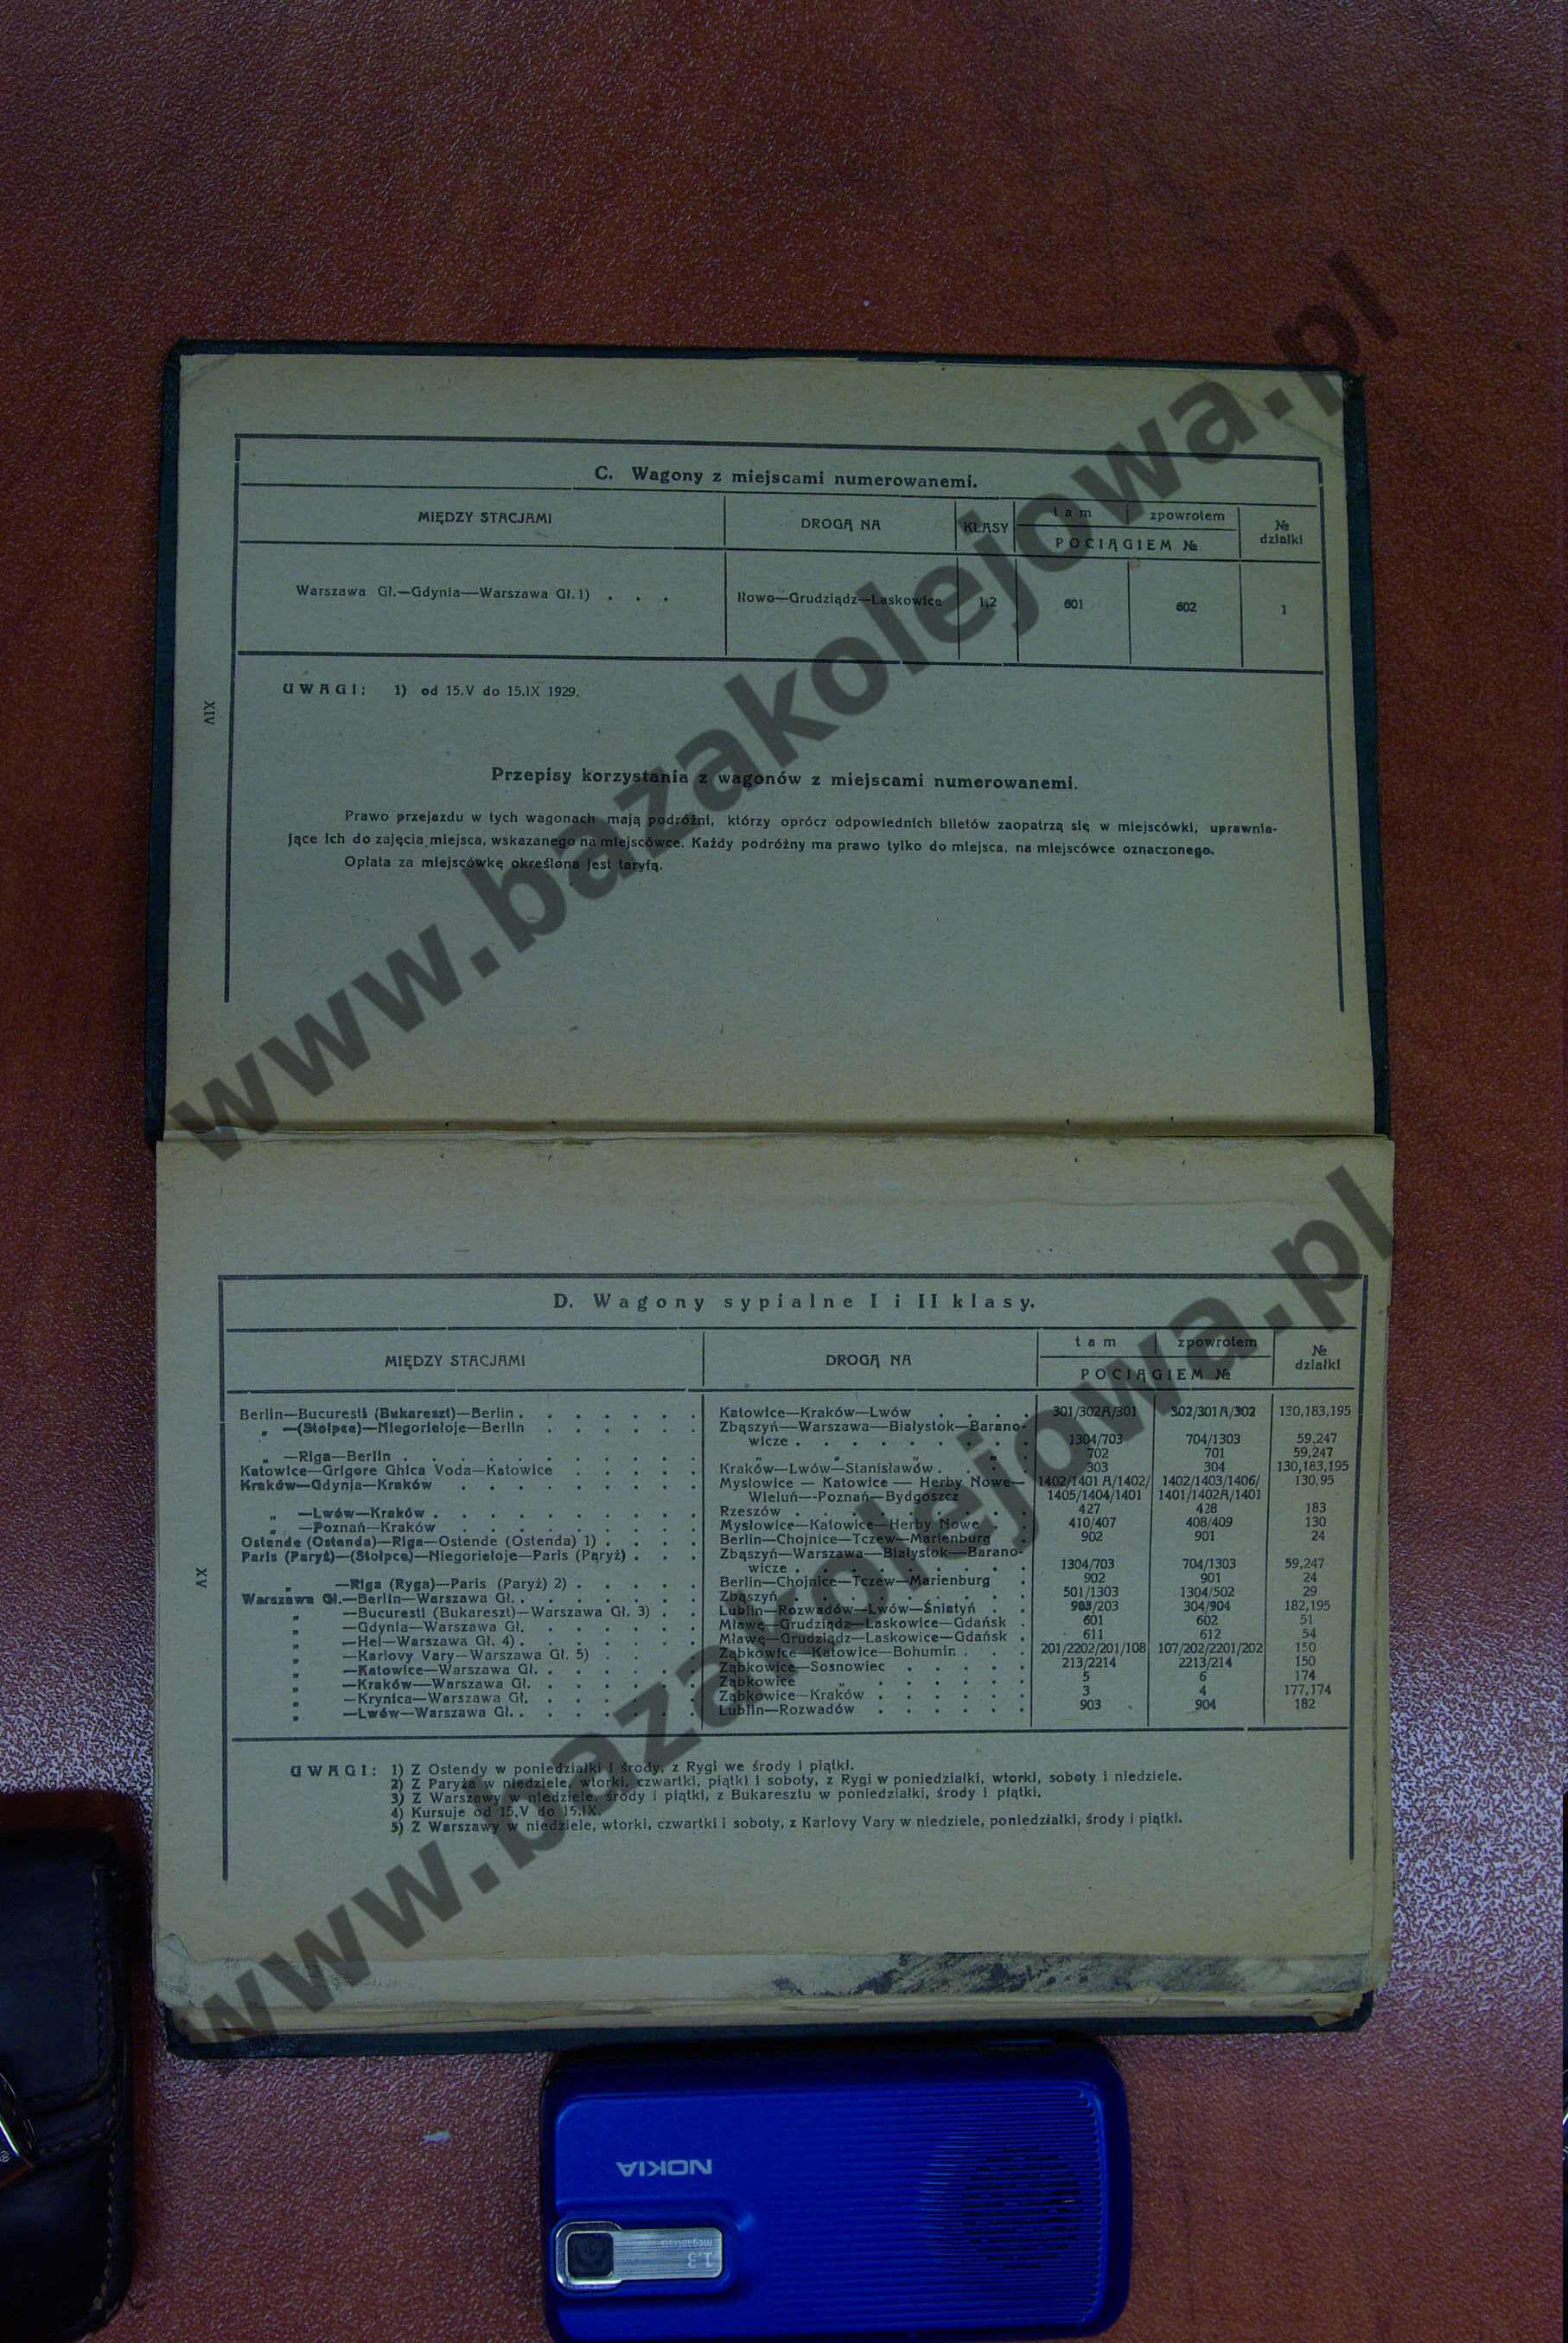 C. Wagony z miejscami numerowanemi.
MIĘDZY STACJAMI DROGĄ NA KLASY tam zpowrotem № działki
POCIĄGIEM №
Warszawa Gł.—Gdynia—Warszawa Gł. 1) . . . Iłowo—Grudziądz—Laskowice 1,2 601 602 1
UWAGI: 1) od 15.V do 15.IX 1929.
XIV
Przepisy korzystania z wagonów z miejscami numerowanemi.
Prawo przejazdu w tych wagonach mają podróżni, którzy oprócz odpowiednich biletów zaopatrzą się w miejscówki, uprawnia-
jące ich do zajęcia miejsca, wskazanego na miejscówce. Każdy podróżny ma prawo tylko do miejsca, na miejscówce oznaczonego.
Opłata za miejscówkę określona jest taryfą.
D. Wagony sypialne I i II klasy.
MIĘDZY STACJAMI DROGĄ NA tam zpowrotem № działki
POCIĄGIEM №
Berlin—Bucuresti (Bukareszt)—Berlin . . . . . . . Katowice—Kraków—Lwów . . . . 301/302A/301 302/301A/302 130,183,195
„ —(Stołpce)—Niegorieloje—Berlin . . . . . . Zbąszyń—Warszawa—Białystok—Barano-
wicze . . . . . . . . . 1304/703 704/1303 59,247
„ —Riga—Berlin . . . . . . . . . . . „ „ „ „ . 702 701 59,247
Katowice—Grigore Ghica Voda—Katowice . . . . . Kraków—Lwów—Stanisławów . . . 303 304 130,183,195
Kraków—Gdynja—Kraków . . . . . . . . . Mysłowice — Katowice — Herby Nowe— 1402/1401 A/1402/ 1402/1403/1406/ 130,95
Wieluń—Poznań—Bydgoszcz 1405/1404/1401 1401/1402A/1401
„ —Lwów—Kraków . . . . . . . . . . Rzeszów . . . . . . . . . 427 428 183
„ —Poznań—Kraków . . . . . . . . . Mysłowice—Katowice—Herby Nowe . 410/407 408/409 130
Ostende (Ostenda)—Riga—Ostende (Ostenda) 1) . . . . Berlin—Chojnice—Tczew—Marienburg . 902 901 24
Paris (Paryż)—(Stołpce)—Niegorieloje—Paris (Paryż) . . . Zbąszyń—Warszawa—Białystok—Barano-
wicze . . . . . . . . . 1304/703 704/1303 59,247
„ —Riga (Ryga)—Paris (Paryż) 2) . . . . . Berlin—Chojnice—Tczew—Marienburg . 902 901 24
Warszawa Gł.—Berlin—Warszawa Gł. . . . . . . . Zbąszyń . . . . . . . . . 501/1303 1304/502 29
„ —Bucuresti (Bukareszt)—Warszawa Gł. 3) . . Lublin—Rozwadów—Lwów—Śniatyń . . 903/203 304/904 182,195
„ —Gdynia—Warszawa Gł. . . . . . . . Mławę—Grudziądz—Laskowice—Gdańsk . 601 602 51
„ —Hel—Warszawa Gł. 4) . . . . . . . Mławę—Grudziądz—Laskowice—Gdańsk . 611 612 54
„ —Karlovy Vary—Warszawa Gł. 5) . . . . Ząbkowice—Katowice—Bohumin . . . 201/2202/201/108 107/202/2201/202 150
„ —Katowice—Warszawa Gł. . . . . . . Ząbkowice—Sosnowiec . . . . . 213/2214 2213/214 150
„ —Kraków—Warszawa Gł. . . . . . . Ząbkowice „ . . . . . 5 6 174
„ —Krynica—Warszawa Gł. . . . . . . Ząbkowice—Kraków . . . . . . 3 4 177,174
„ —Lwów—Warszawa Gł. . . . . . . . Lublin—Rozwadów . . . . . . 903 904 182
XV
UWAGI: 1) Z Ostendy w poniedziałki i środy, z Rygi we środy i piątki.
2) Z Paryża w niedziele, wtorki, czwartki, piątki i soboty, z Rygi w poniedziałki, wtorki, soboty i niedziele.
3) Z Warszawy w niedziele, środy i piątki, z Bukaresztu w poniedziałki, środy i piątki.
4) Kursuje od 15.V do 15.IX.
5) Z Warszawy w niedziele, wtorki, czwartki i soboty, z Karlovy Vary w niedziele, poniedziałki, środy i piątki.
www.bazakolejowa.pl
www.bazakolejowa.pl
NOKIA
1.3
megapixels